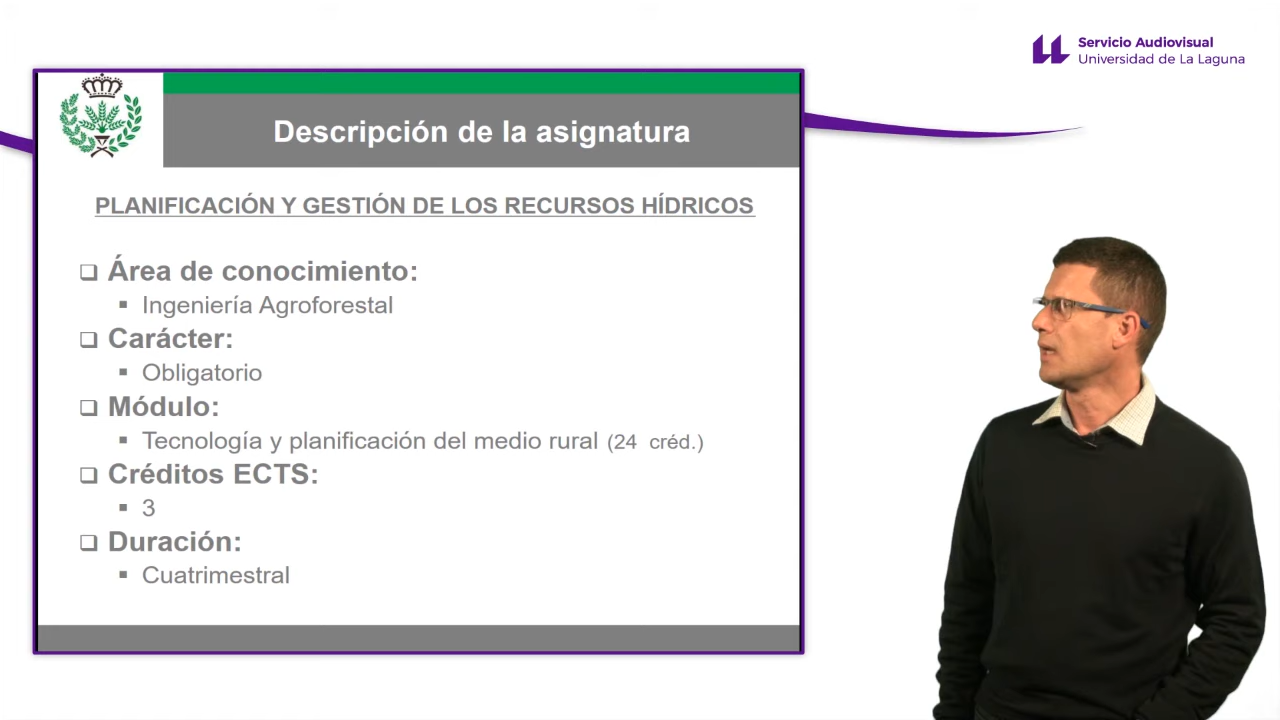 Servicio Audiovisual
Universidad de La Laguna
Descripción de la asignatura
PLANIFICACIÓN Y GESTIÓN DE LOS RECURSOS HÍDRICOS
❑ Área de conocimiento:
▪ Ingeniería Agroforestal
❑ Carácter:
▪ Obligatorio
❑ Módulo:
▪ Tecnología y planificación del medio rural (24 créd.)
❑ Créditos ECTS:
▪ 3
❑ Duración:
▪ Cuatrimestral